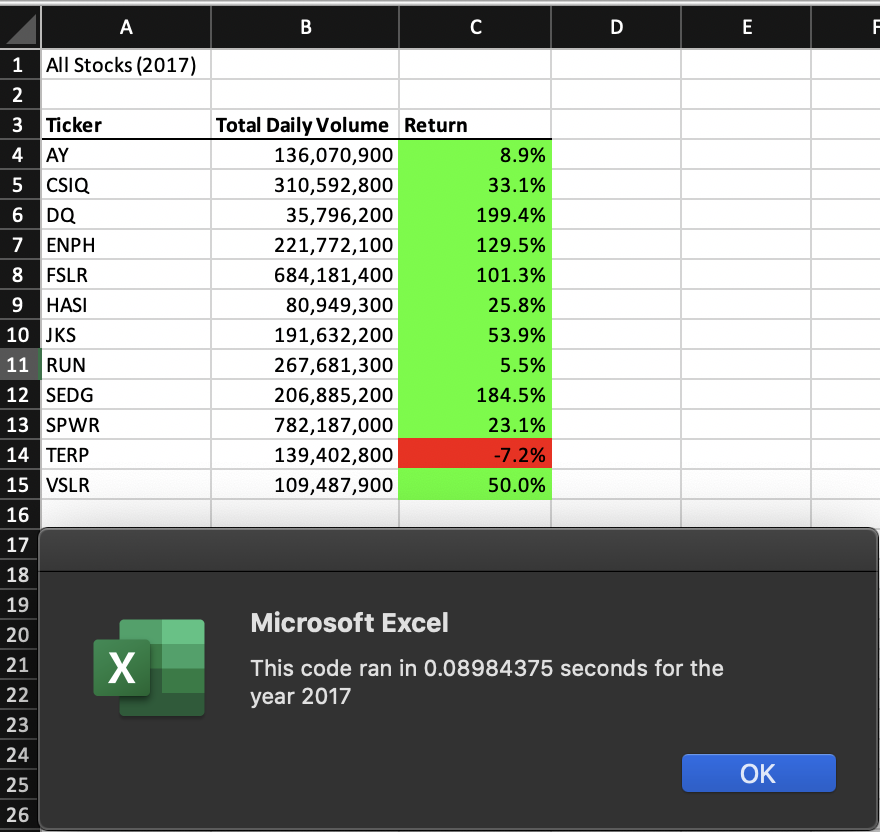 A B C D E F
1 All Stocks (2017)
2
3 Ticker Total Daily Volume Return
4 AY 136,070,900 8.9%
5 CSIQ 310,592,800 33.1%
6 DQ 35,796,200 199.4%
7 ENPH 221,772,100 129.5%
8 FSLR 684,181,400 101.3%
9 HASI 80,949,300 25.8%
10 JKS 191,632,200 53.9%
11 RUN 267,681,300 5.5%
12 SEDG 206,885,200 184.5%
13 SPWR 782,187,000 23.1%
14 TERP 139,402,800 -7.2%
15 VSLR 109,487,900 50.0%
16
17
18
19
20
21
22
23
24
25
26
X
Microsoft Excel
This code ran in 0.08984375 seconds for the
year 2017
OK